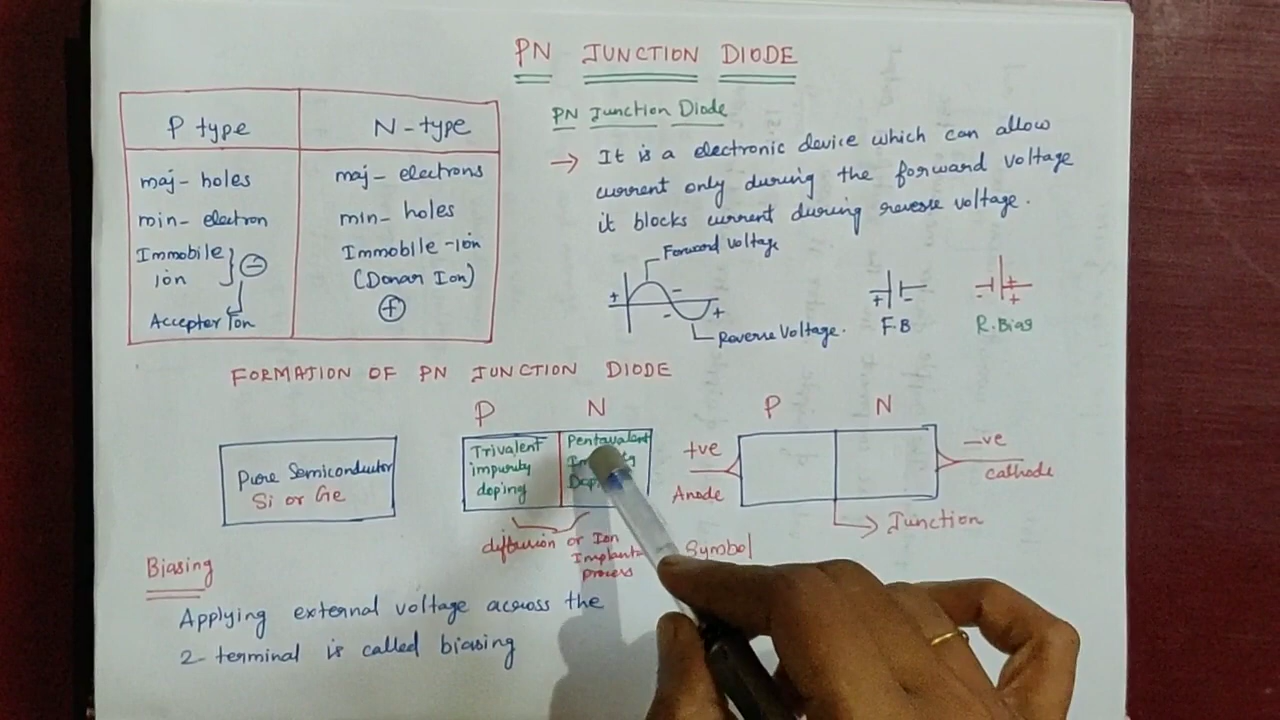 PN JUNCTION DIODE
P type
N-type
maj- holes
maj- electrons
min- electron
min- holes
Immobile
ion
-
Immobile-ion
(Donar Ion)
+
Accepter Ion
PN Junction Diode
→ It is a electronic device which can allow
current only during the forward voltage
it blocks current during reverse voltage.
Forward voltage
+ - - +
Reverse voltage.
+ -
F.B
- + +
R.Bias
FORMATION OF PN JUNCTION DIODE
Pure Semiconductor
Si or Ge
P N
Trivalent
impurity
doping
Pentavalent
diffusion or Ion
process
P N
+ve
Anode
-ve
cathode
Junction
Symbol
Biasing
Applying external voltage across the
2-terminal is called biasing